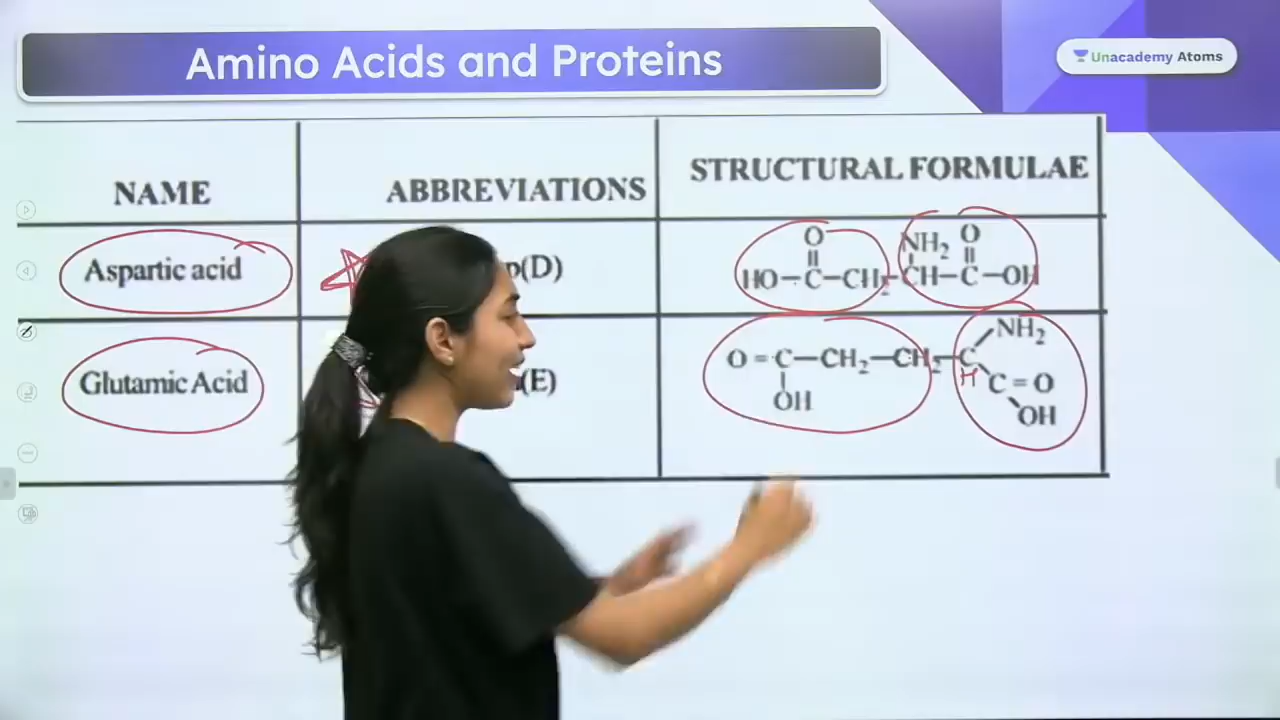 Amino Acids and Proteins
Unacademy Atoms
NAME
ABBREVIATIONS
STRUCTURAL FORMULAE
Aspartic acid
p(D)
O
NH₂ O
HO–C–CH₂–CH–C–OH
Glutamic Acid
(E)
NH₂
O=C–CH₂–CH₂–C
H
C=O
OH
OH